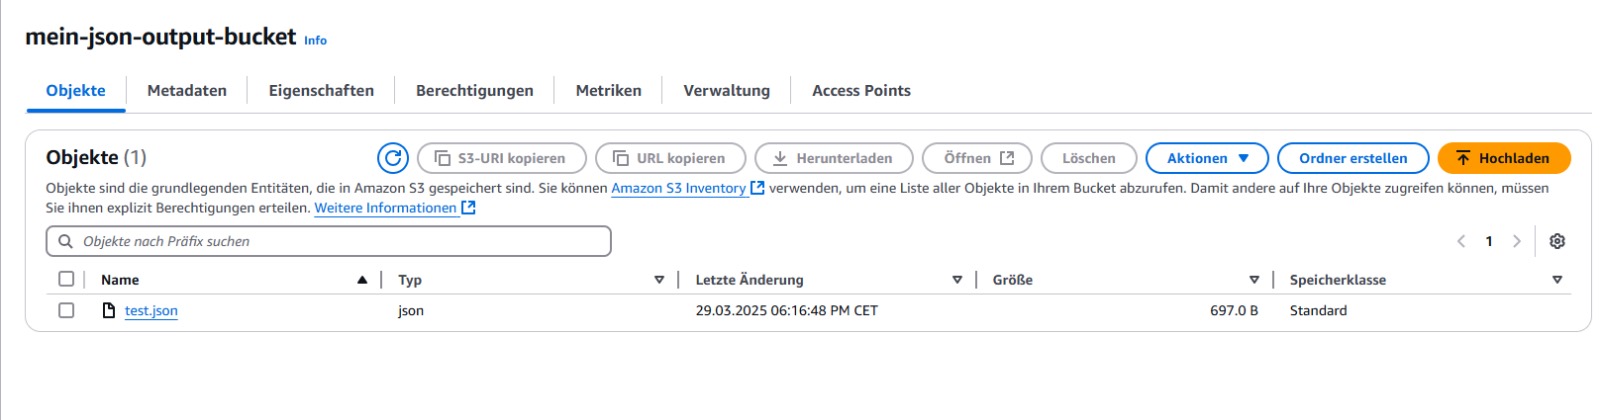 mein-json-output-bucket Info
Objekte Metadaten Eigenschaften Berechtigungen Metriken Verwaltung Access Points
Objekte (1) S3-URI kopieren URL kopieren Herunterladen Öffnen Löschen Aktionen Ordner erstellen Hochladen
Objekte sind die grundlegenden Entitäten, die in Amazon S3 gespeichert sind. Sie können Amazon S3 Inventory verwenden, um eine Liste aller Objekte in Ihrem Bucket abzurufen. Damit andere auf Ihre Objekte zugreifen können, müssen
Sie ihnen explizit Berechtigungen erteilen. Weitere Informationen
Objekte nach Präfix suchen 1
Name Typ Letzte Änderung Größe Speicherklasse
test.json json 29.03.2025 06:16:48 PM CET 697.0 B Standard